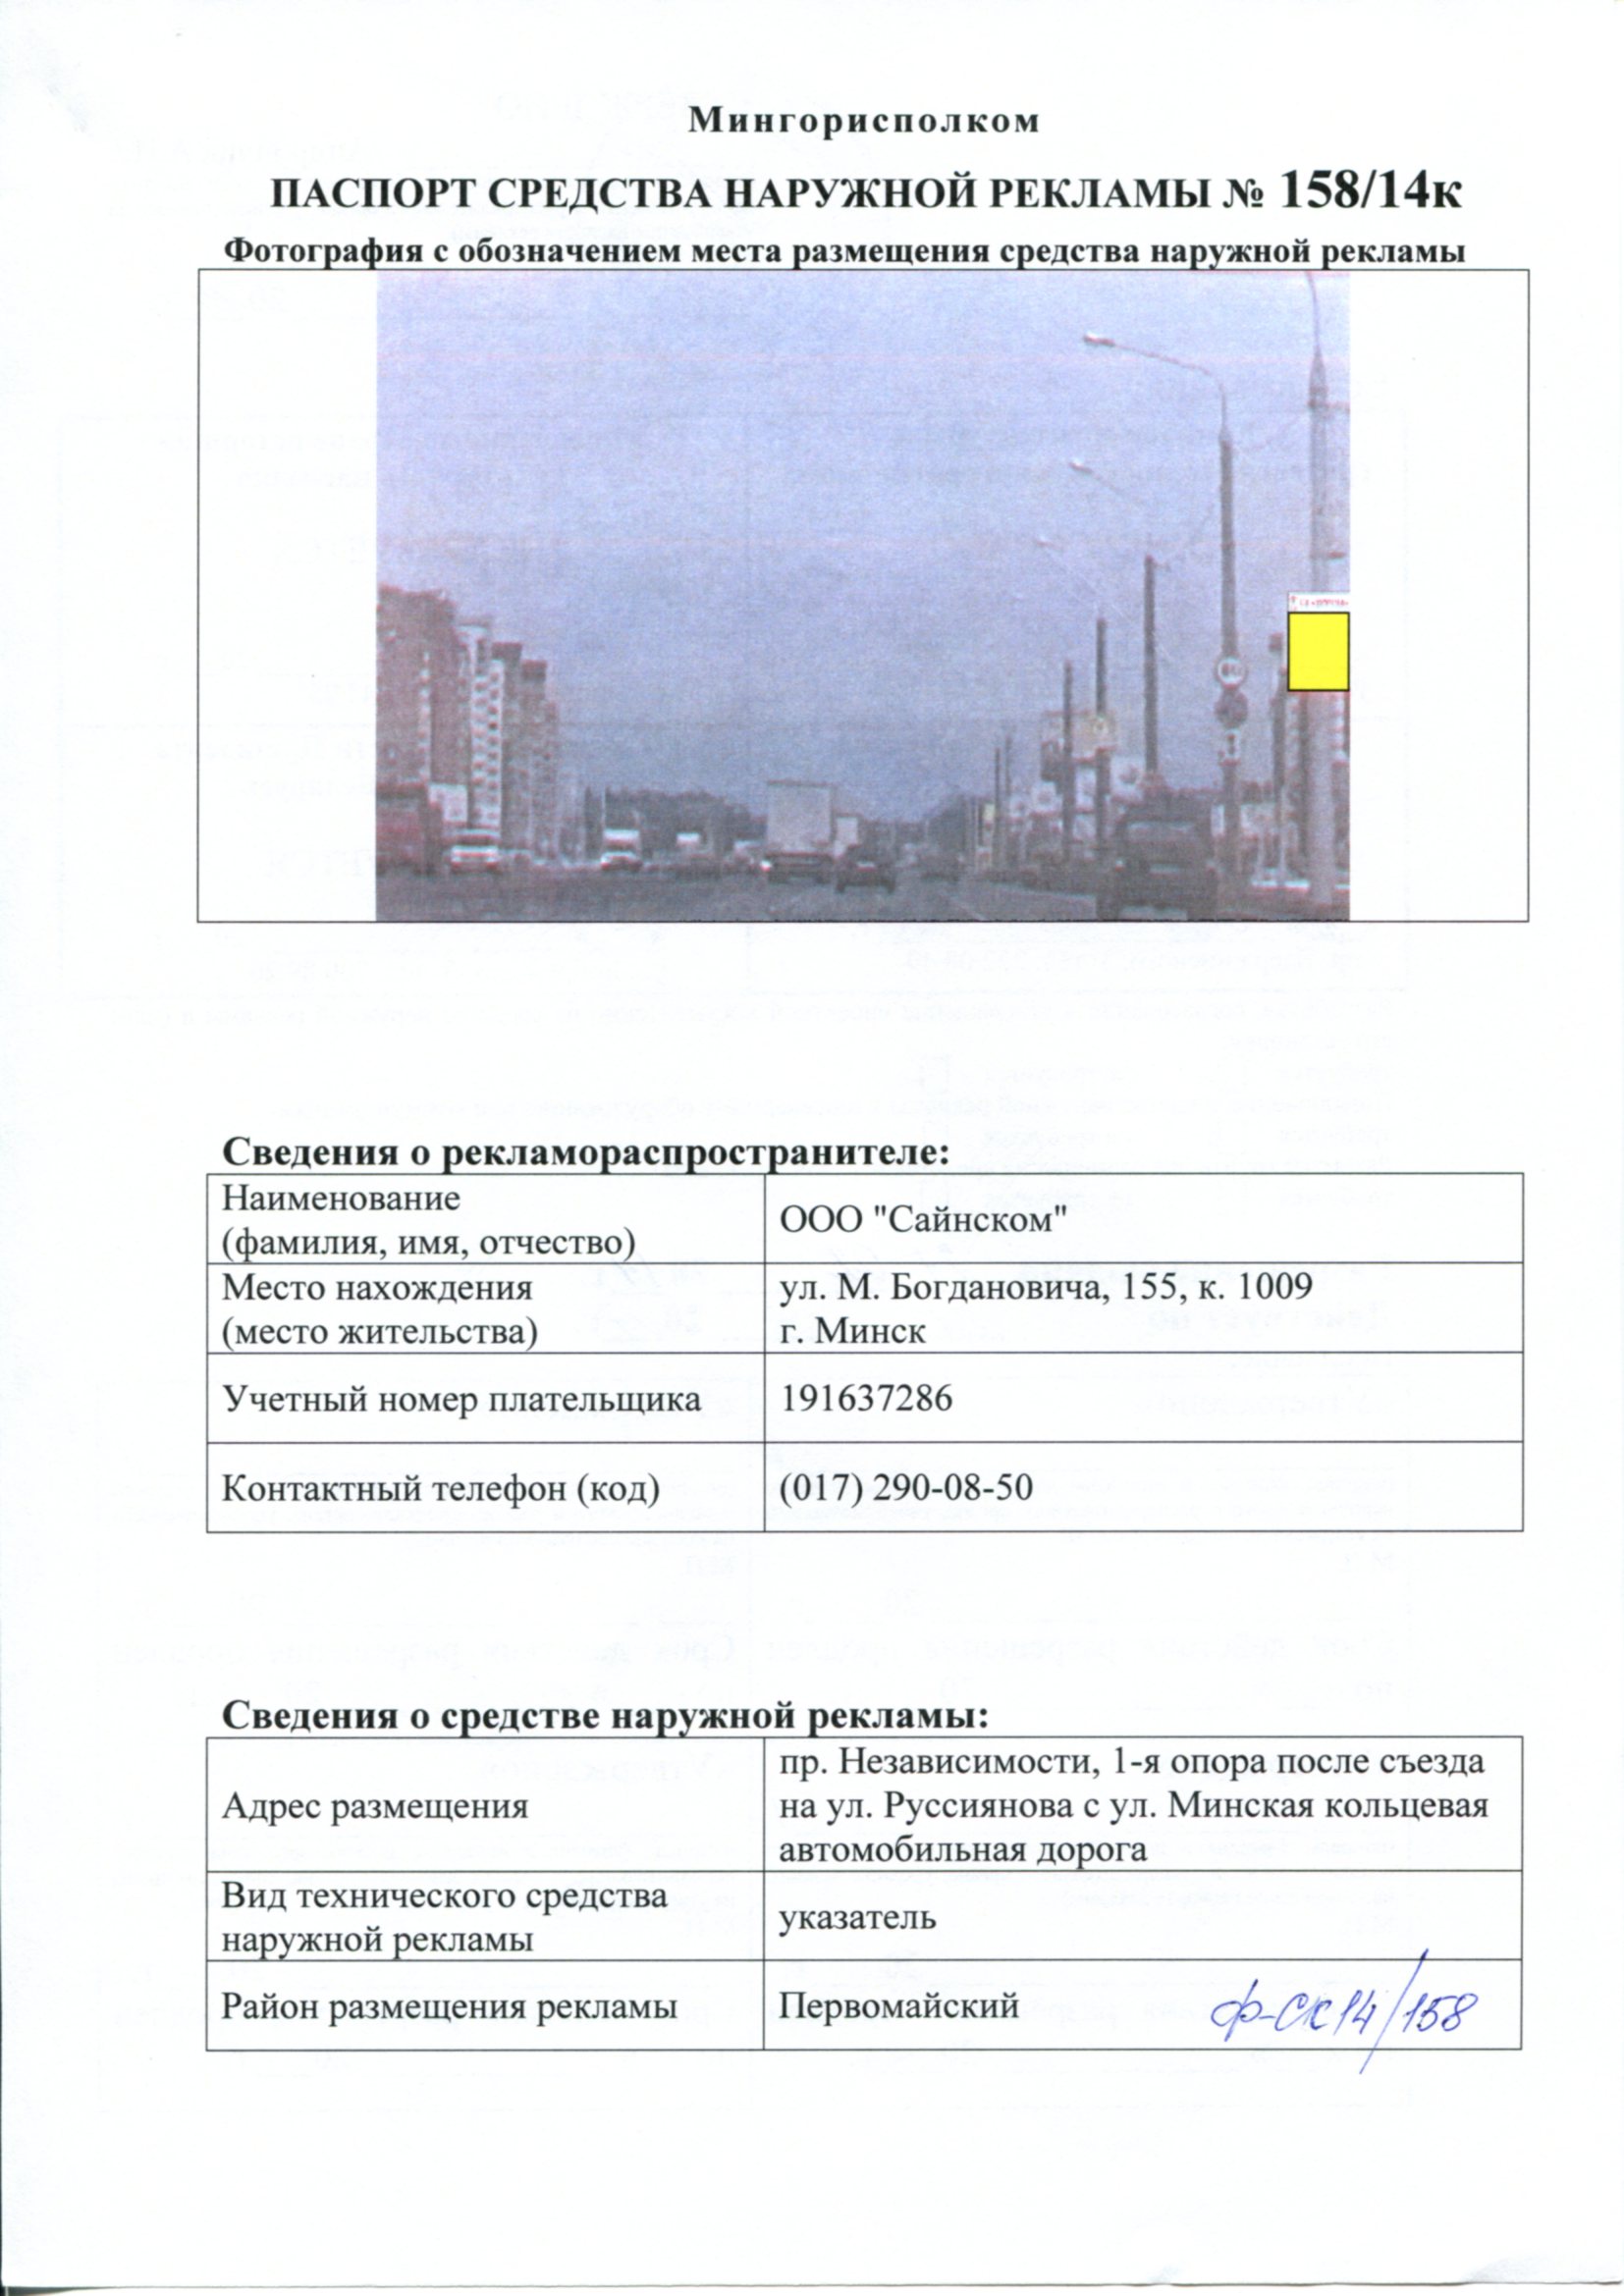 Мингорисполком
ПАСПОРТ СРЕДСТВА НАРУЖНОЙ РЕКЛАМЫ № 158/14к
Фотография с обозначением места размещения средства наружной рекламы
Сведения о рекламораспространителе:
Наименование
(фамилия, имя, отчество)
ООО "Сайнском"
Место нахождения
(место жительства)
ул. М. Богдановича, 155, к. 1009
г. Минск
Учетный номер плательщика
191637286
Контактный телефон (код)
(017) 290-08-50
Сведения о средстве наружной рекламы:
Адрес размещения
пр. Независимости, 1-я опора после съезда
на ул. Руссиянова с ул. Минская кольцевая
автомобильная дорога
Вид технического средства
наружной рекламы
указатель
Район размещения рекламы
Первомайский
ф-СК14/158